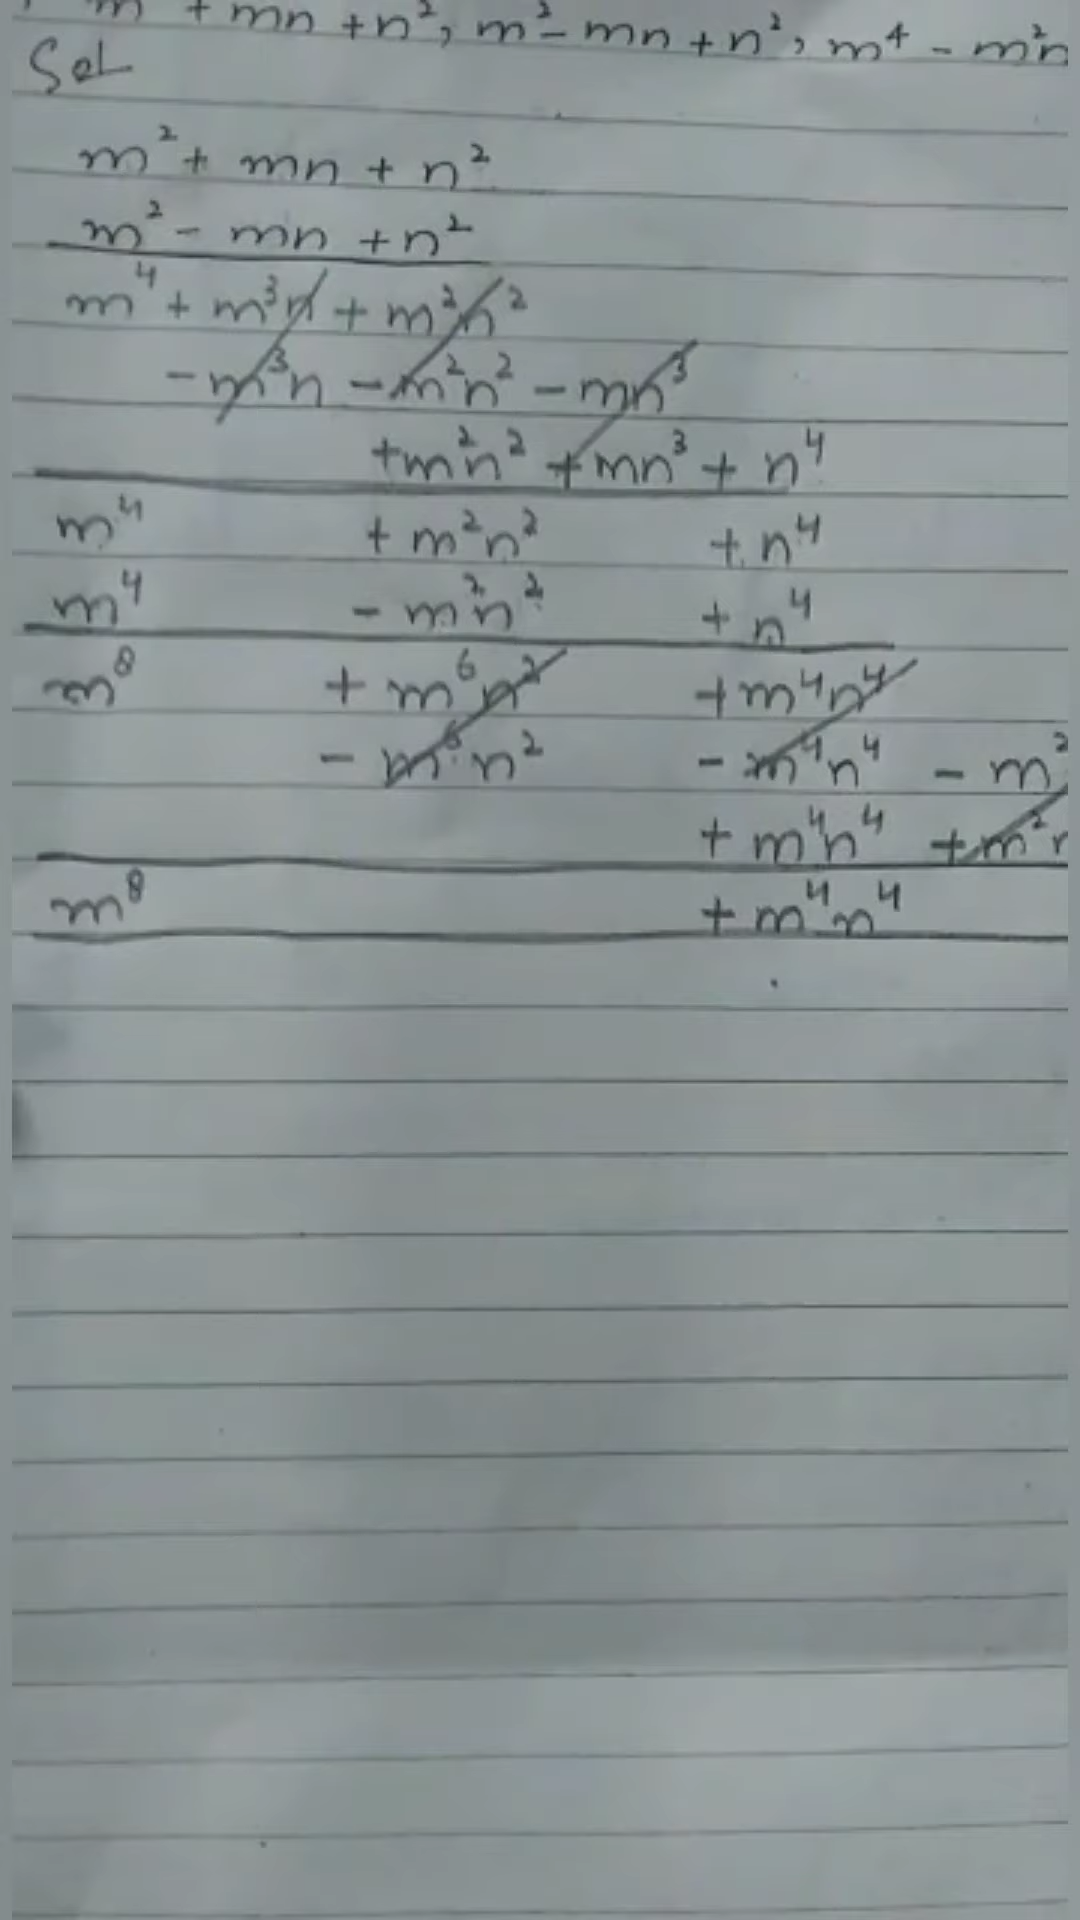 m + mn + n², m² - mn + n², m⁴ - m²n
Sol
m² + mn + n²
m² - mn + n²
m⁴ + m³n + m²n²
- m³n - m²n² - mn³
+ m²n² + mn³ + n⁴
m⁴ + m²n² + n⁴
m⁴ - m²n² + n⁴
m⁸ + m⁶n² + m⁴n⁴
- m⁶n² - m⁴n⁴ - m²
+ m⁴n⁴ + m²
m⁸ + m⁴n⁴